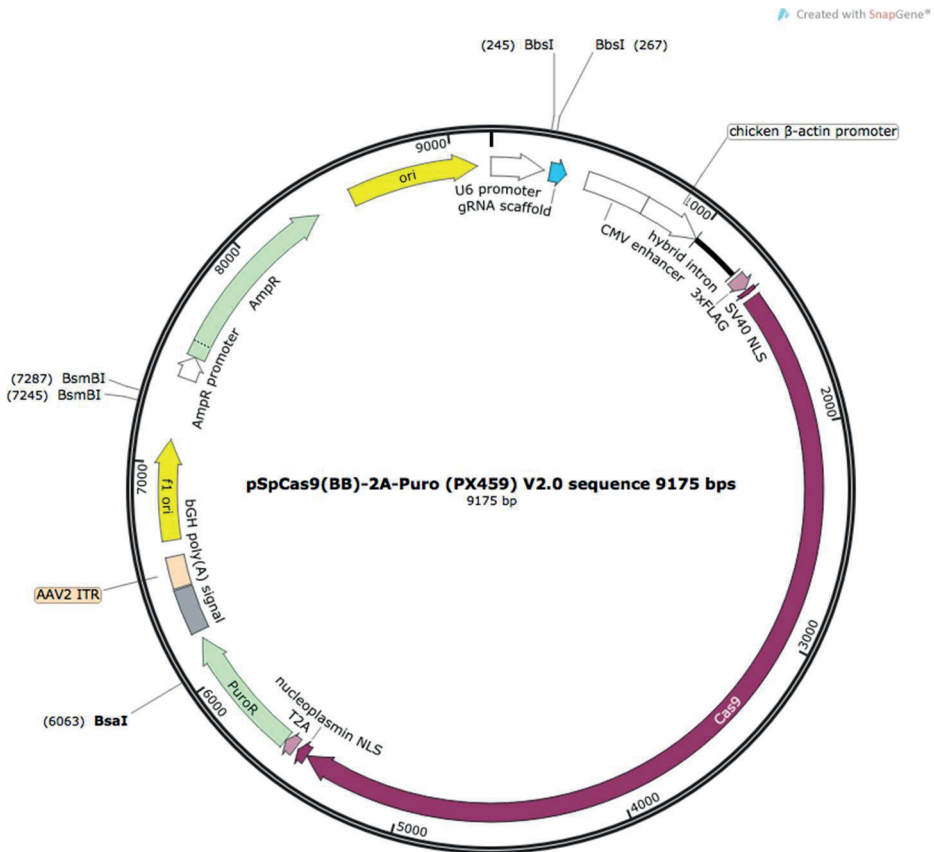 Created with SnapGene®
(245) BbsI
BbsI (267)
chicken β-actin promoter
9000
ori
U6 promoter
gRNA scaffold
1000
CMV enhancer
hybrid intron
3xFLAG
SV40 NLS
8000
AmpR
AmpR promoter
2000
(7287) BsmBI
(7245) BsmBI
7000
f1 ori
pSpCas9(BB)-2A-Puro (PX459) V2.0 sequence 9175 bps
9175 bp
bGH poly(A) signal
AAV2 ITR
3000
PuroR
6000
(6063) BsaI
nucleoplasmin NLS
T2A
Cas9
4000
5000